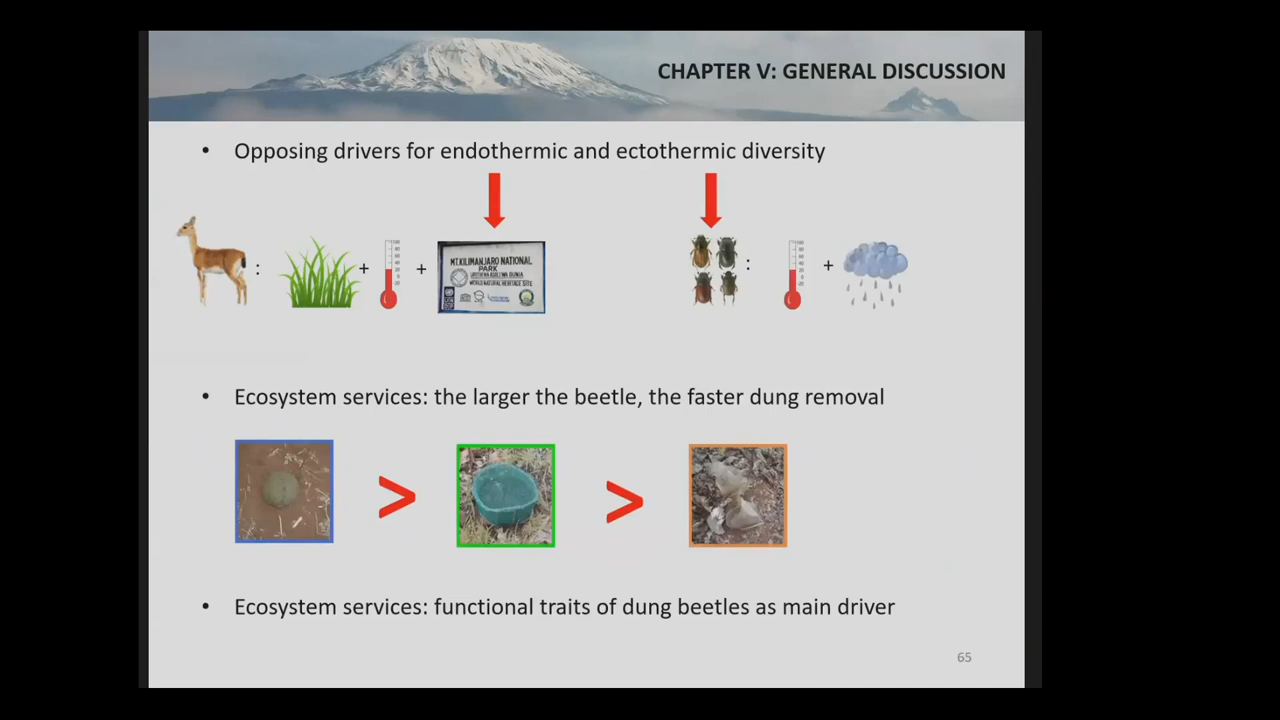 CHAPTER V: GENERAL DISCUSSION
• Opposing drivers for endothermic and ectothermic diversity
: + +
MT.KILIMANJARO NATIONAL
PARK
WORLD NATURAL HERITAGE SITE
: +
• Ecosystem services: the larger the beetle, the faster dung removal
> >
• Ecosystem services: functional traits of dung beetles as main driver
65